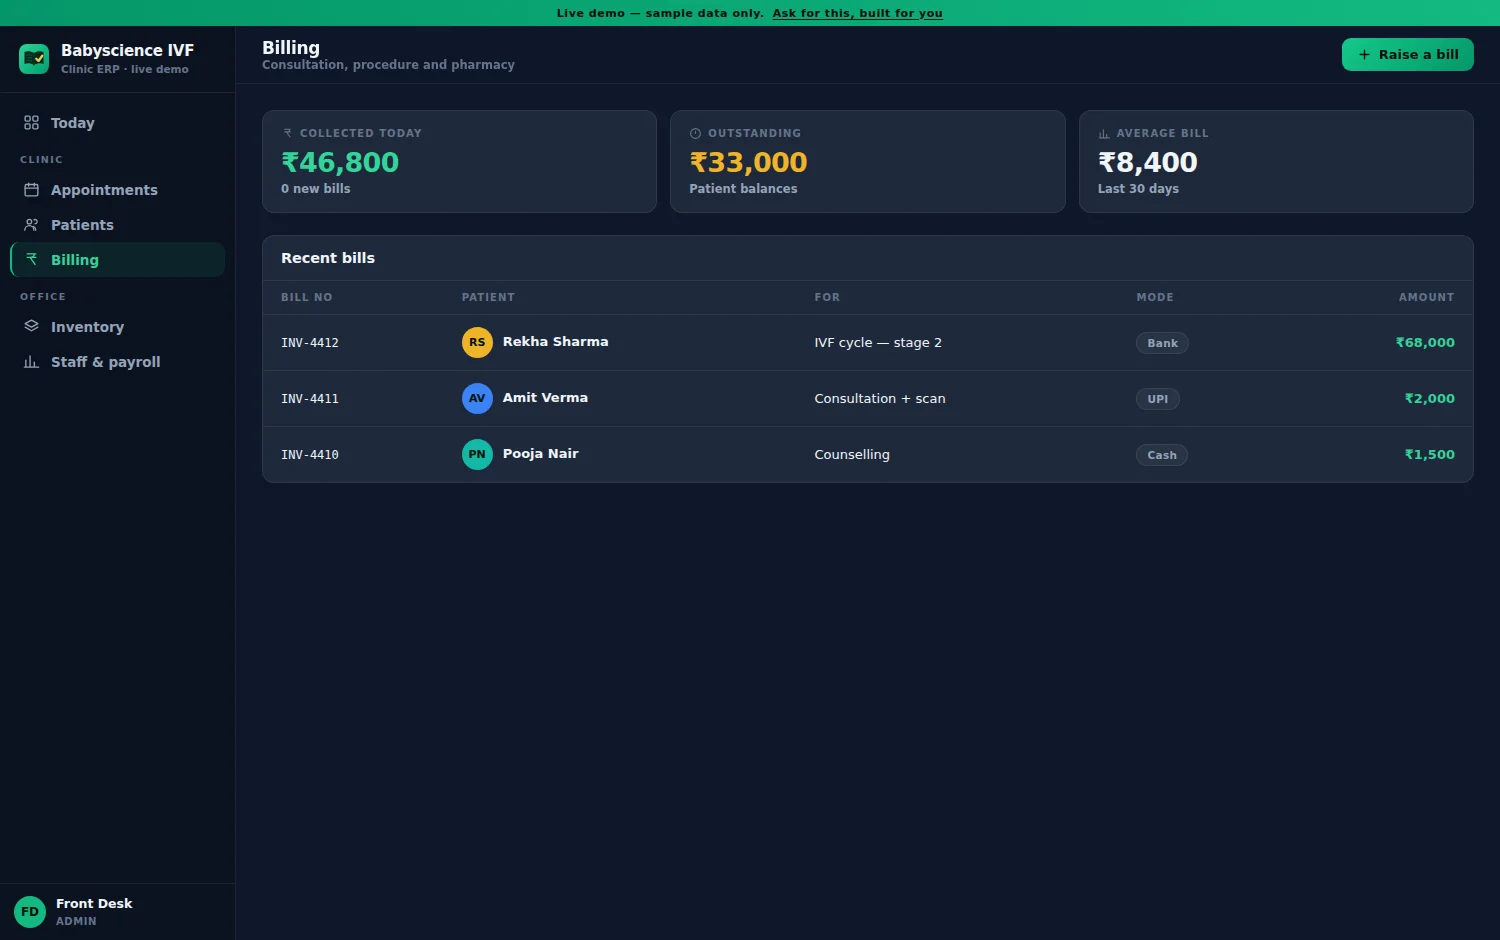 Live demo — sample data only. Ask for this, built for you
Babyscience IVF
Clinic ERP · live demo
Today
CLINIC
Appointments
Patients
Billing
OFFICE
Inventory
Staff & payroll
FD
Front Desk
ADMIN
Billing
Consultation, procedure and pharmacy
+ Raise a bill
₹ COLLECTED TODAY
₹46,800
0 new bills
OUTSTANDING
₹33,000
Patient balances
AVERAGE BILL
₹8,400
Last 30 days
Recent bills
BILL NO PATIENT FOR MODE AMOUNT
INV-4412 RS Rekha Sharma IVF cycle — stage 2 Bank ₹68,000
INV-4411 AV Amit Verma Consultation + scan UPI ₹2,000
INV-4410 PN Pooja Nair Counselling Cash ₹1,500